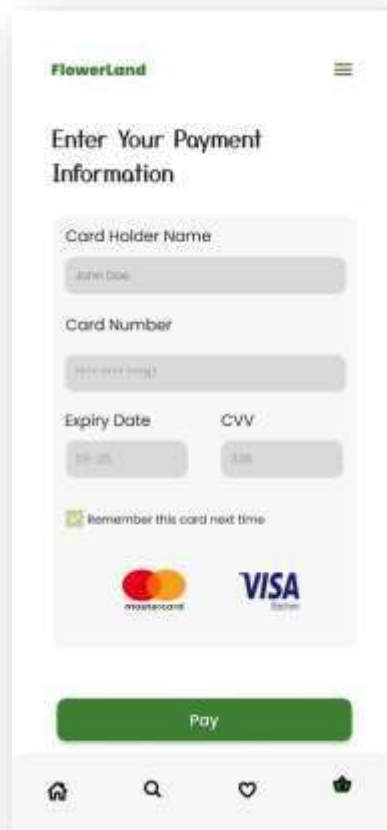 FlowerLand
Enter Your Payment
Information
Card Holder Name
John Doe
Card Number
Expiry Date CVV
Remember this card next time
mastercard VISA
Pay